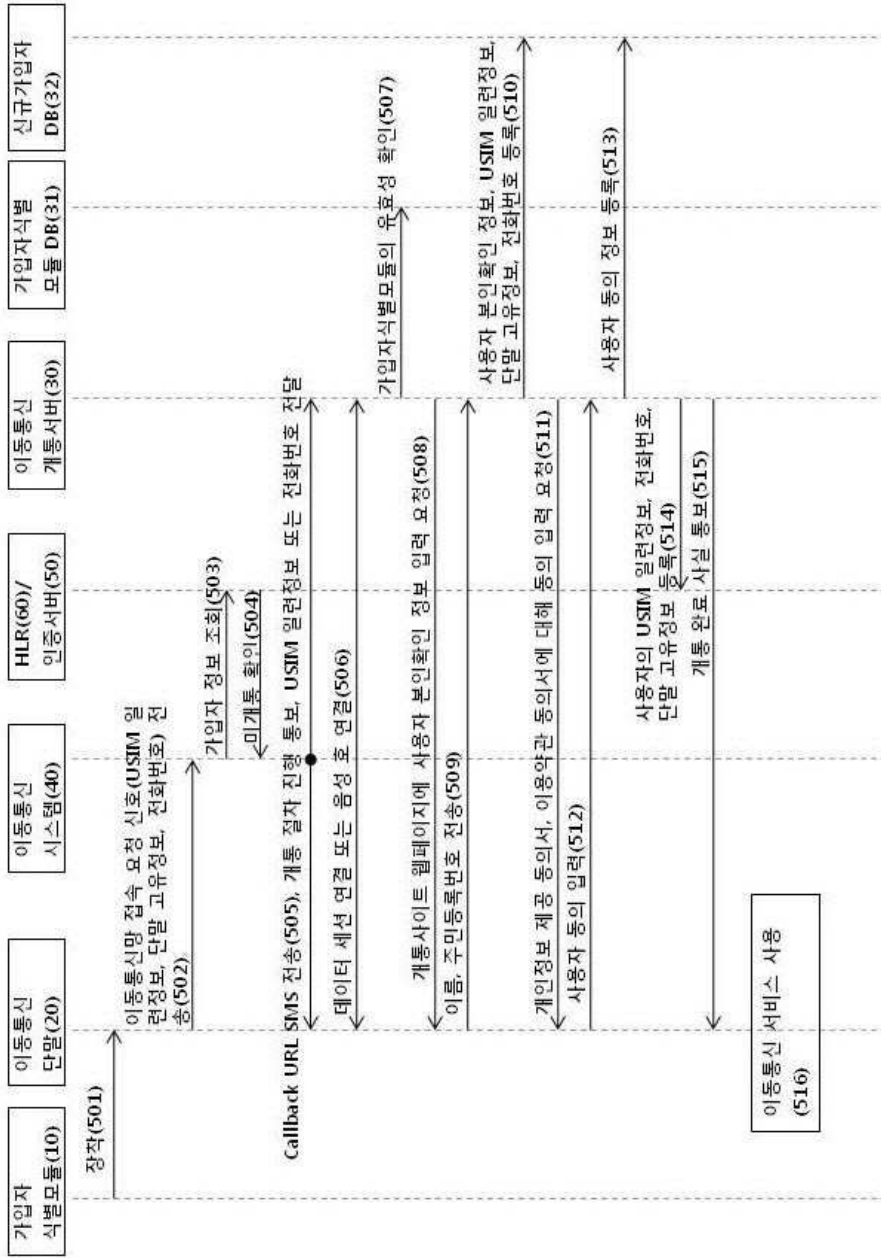 가입자
식별모듈(10)
이동통신
단말(20)
이동통신
시스템(40)
HLR(60)/
인증서버(50)
이동통신
개통서버(30)
가입자식별
모듈 DB(31)
신규가입자
DB(32)
장착(501)
이동통신망 접속 요청 신호(USIM 일
련정보, 단말 고유정보, 전화번호) 전
송(502)
가입자 정보 조회(503)
미개통 확인(504)
Callback URL SMS 전송(505), 개통 절차 진행 통보, USIM 일련정보 또는 전화번호 전달
데이터 세션 연결 또는 음성 호 연결(506)
가입자식별모듈의 유효성 확인(507)
개통사이트 웹페이지에 사용자 본인확인 정보 입력 요청(508)
이름, 주민등록번호 전송(509)
사용자 본인확인 정보, USIM 일련정보,
단말 고유정보, 전화번호 등록(510)
개인정보 제공 동의서, 이용약관 동의서에 대해 동의 입력 요청(511)
사용자 동의 입력(512)
사용자 동의 정보 등록(513)
사용자의 USIM 일련정보, 전화번호,
단말 고유정보 등록(514)
개통 완료 사실 통보(515)
이동통신 서비스 사용
(516)